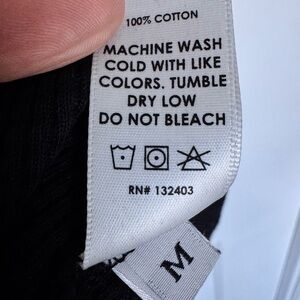 100% COTTON
MACHINE WASH
COLD WITH LIKE
COLORS. TUMBLE
DRY LOW
DO NOT BLEACH
RN# 132403
M